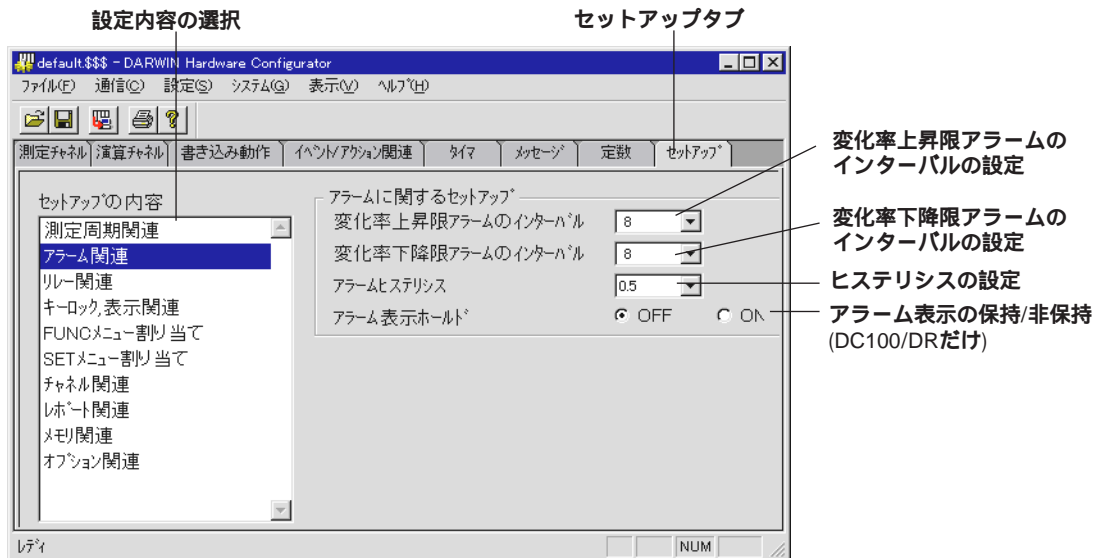 設定内容の選択
セットアップタブ
default.$$$ - DARWIN Hardware Configurator
ファイル(F) 通信(C) 設定(S) システム(G) 表示(V) ヘルプ(H)
測定チャネル 演算チャネル 書き込み動作 イベント/アクション関連 タイマ メッセージ 定数 セットアップ
セットアップの内容
測定周期関連
アラーム関連
リレー関連
キーロック,表示関連
FUNCメニュー割り当て
SETメニュー割り当て
チャネル関連
レポート関連
メモリ関連
オプション関連
アラームに関するセットアップ
変化率上昇限アラームのインターバル 8
変化率下降限アラームのインターバル 8
アラームヒステリシス 0.5
アラーム表示ホールド OFF ON
変化率上昇限アラームの
インターバルの設定
変化率下降限アラームの
インターバルの設定
ヒステリシスの設定
アラーム表示の保持/非保持
(DC100/DRだけ)
レディ NUM